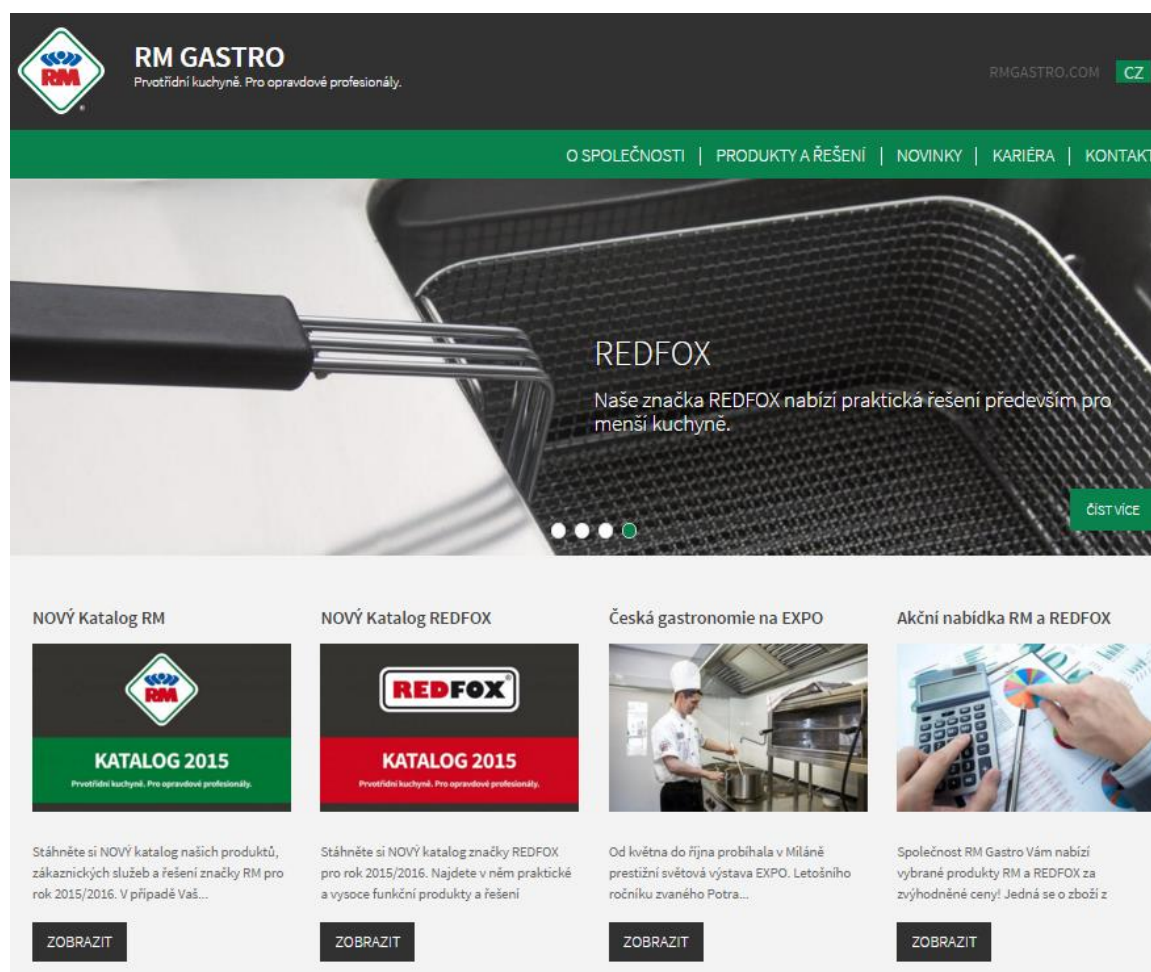 RM
RM GASTRO
Prvotřídní kuchyně. Pro opravdové profesionály.
RMGASTRO.COM CZ
O SPOLEČNOSTI | PRODUKTY A ŘEŠENÍ | NOVINKY | KARIÉRA | KONTAKT
REDFOX
Naše značka REDFOX nabízí praktická řešení především pro
menší kuchyně.
ČÍST VÍCE
NOVÝ Katalog RM
RM
KATALOG 2015
Prvotřídní kuchyně. Pro opravdové profesionály.
Stáhněte si NOVÝ katalog našich produktů,
zákaznických služeb a řešení značky RM pro
rok 2015/2016. V případě Vaš...
ZOBRAZIT
NOVÝ Katalog REDFOX
REDFOX®
KATALOG 2015
Prvotřídní kuchyně. Pro opravdové profesionály.
Stáhněte si NOVÝ katalog značky REDFOX
pro rok 2015/2016. Najdete v něm praktické
a vysoce funkční produkty a řešení
ZOBRAZIT
Česká gastronomie na EXPO
Od května do října probíhala v Miláně
prestižní světová výstava EXPO. Letošního
ročníku zvaného Potra...
ZOBRAZIT
Akční nabídka RM a REDFOX
Společnost RM Gastro Vám nabízí
vybrané produkty RM a REDFOX za
zvýhodněné ceny! Jedná se o zboží z
ZOBRAZIT